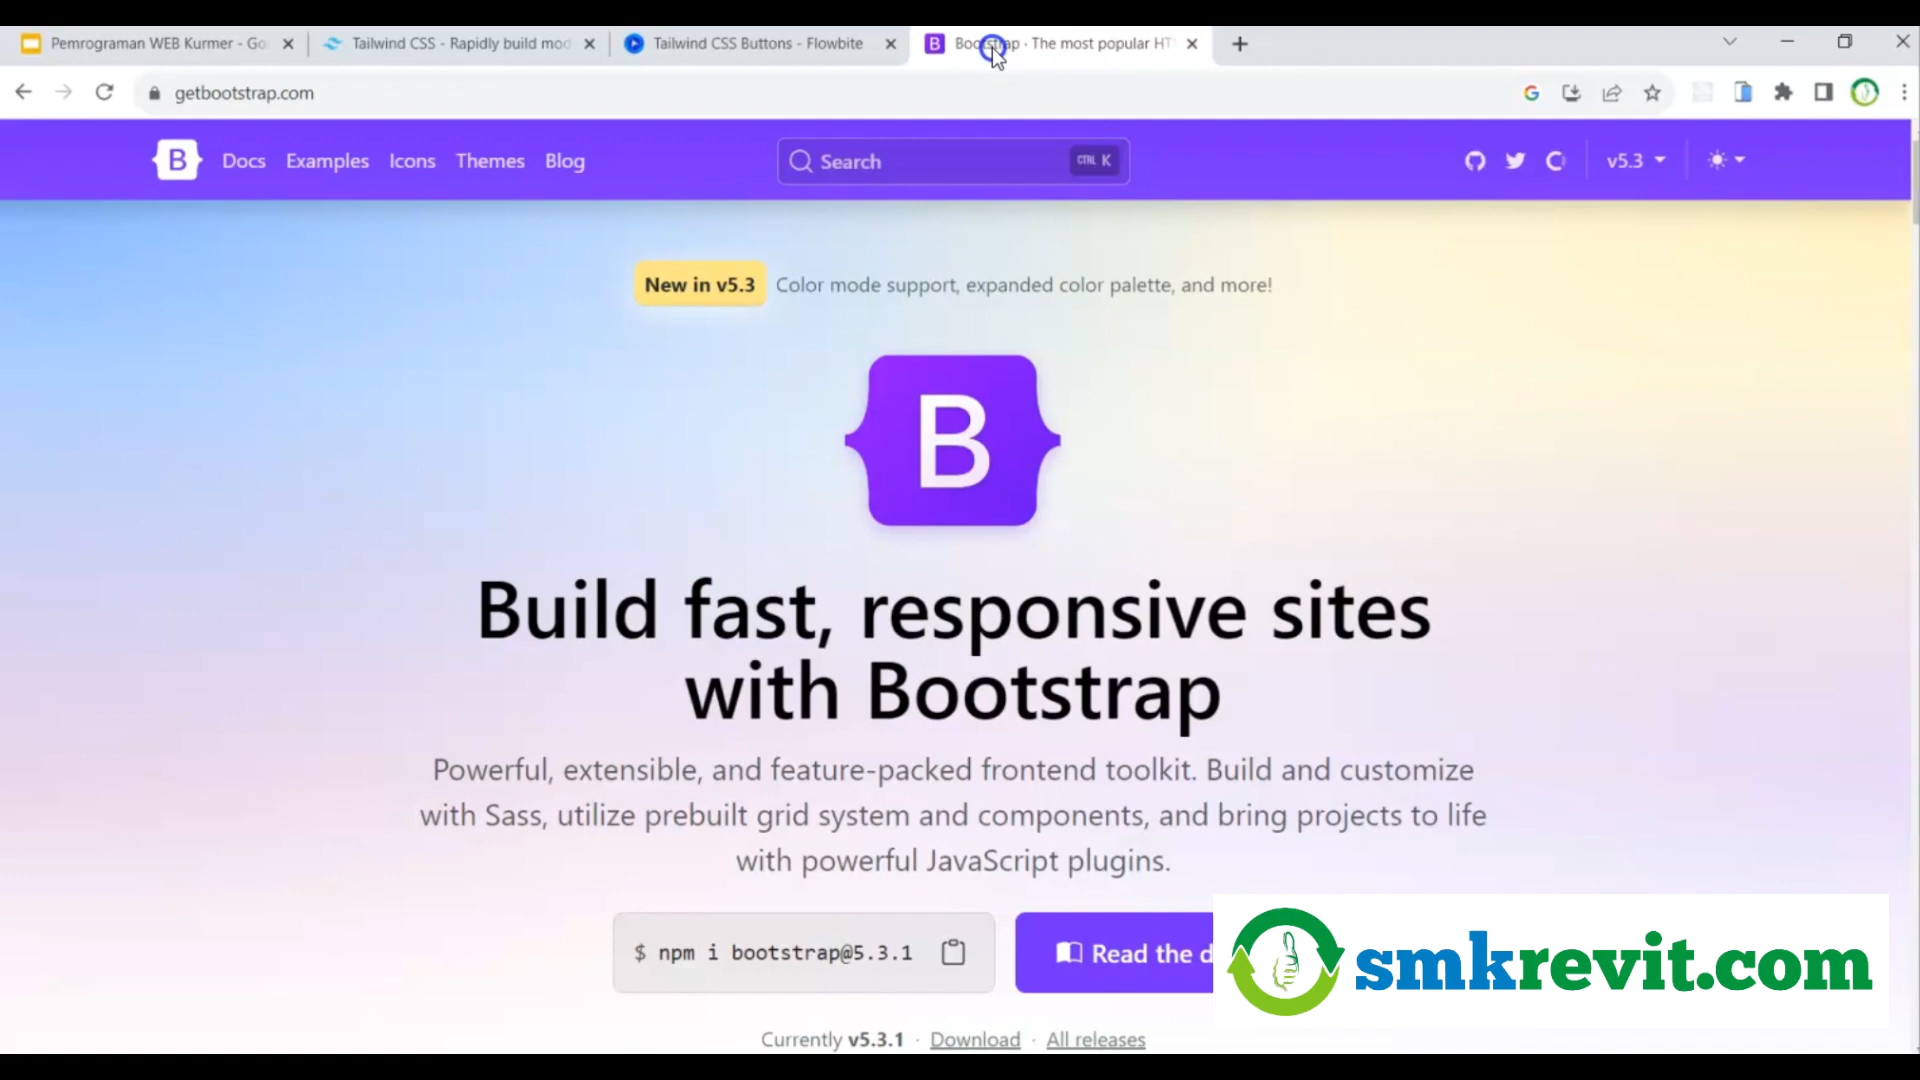 Pemrograman WEB Kurmer - Go
Tailwind CSS - Rapidly build mod
Tailwind CSS Buttons - Flowbite
Bootstrap · The most popular HT
getbootstrap.com
B
Docs
Examples
Icons
Themes
Blog
Search
CTRL K
v5.3
New in v5.3
Color mode support, expanded color palette, and more!
B
Build fast, responsive sites
with Bootstrap
Powerful, extensible, and feature-packed frontend toolkit. Build and customize
with Sass, utilize prebuilt grid system and components, and bring projects to life
with powerful JavaScript plugins.
$ npm i bootstrap@5.3.1
Read the d
smkrevit.com
Currently v5.3.1 · Download · All releases